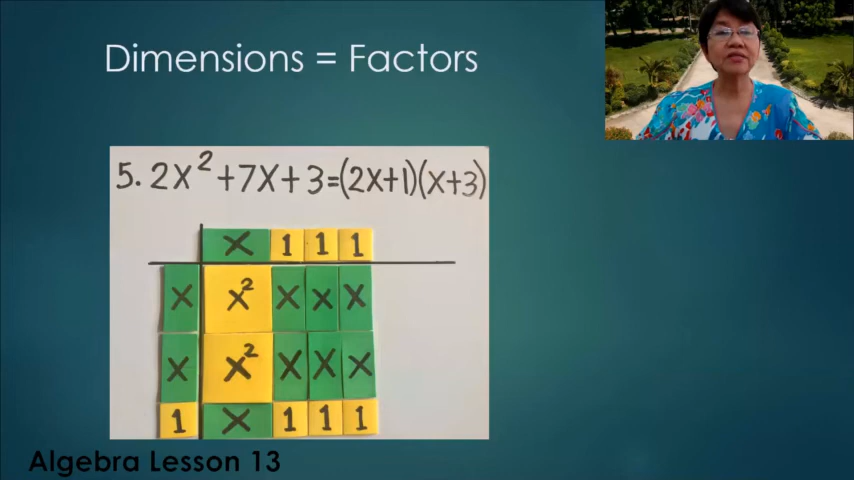 Dimensions = Factors
5. 2X²+7X+3=(2X+1)(X+3)
X 1 1 1
X X² X X X
X X² X X X
1 X 1 1 1
Algebra Lesson 13